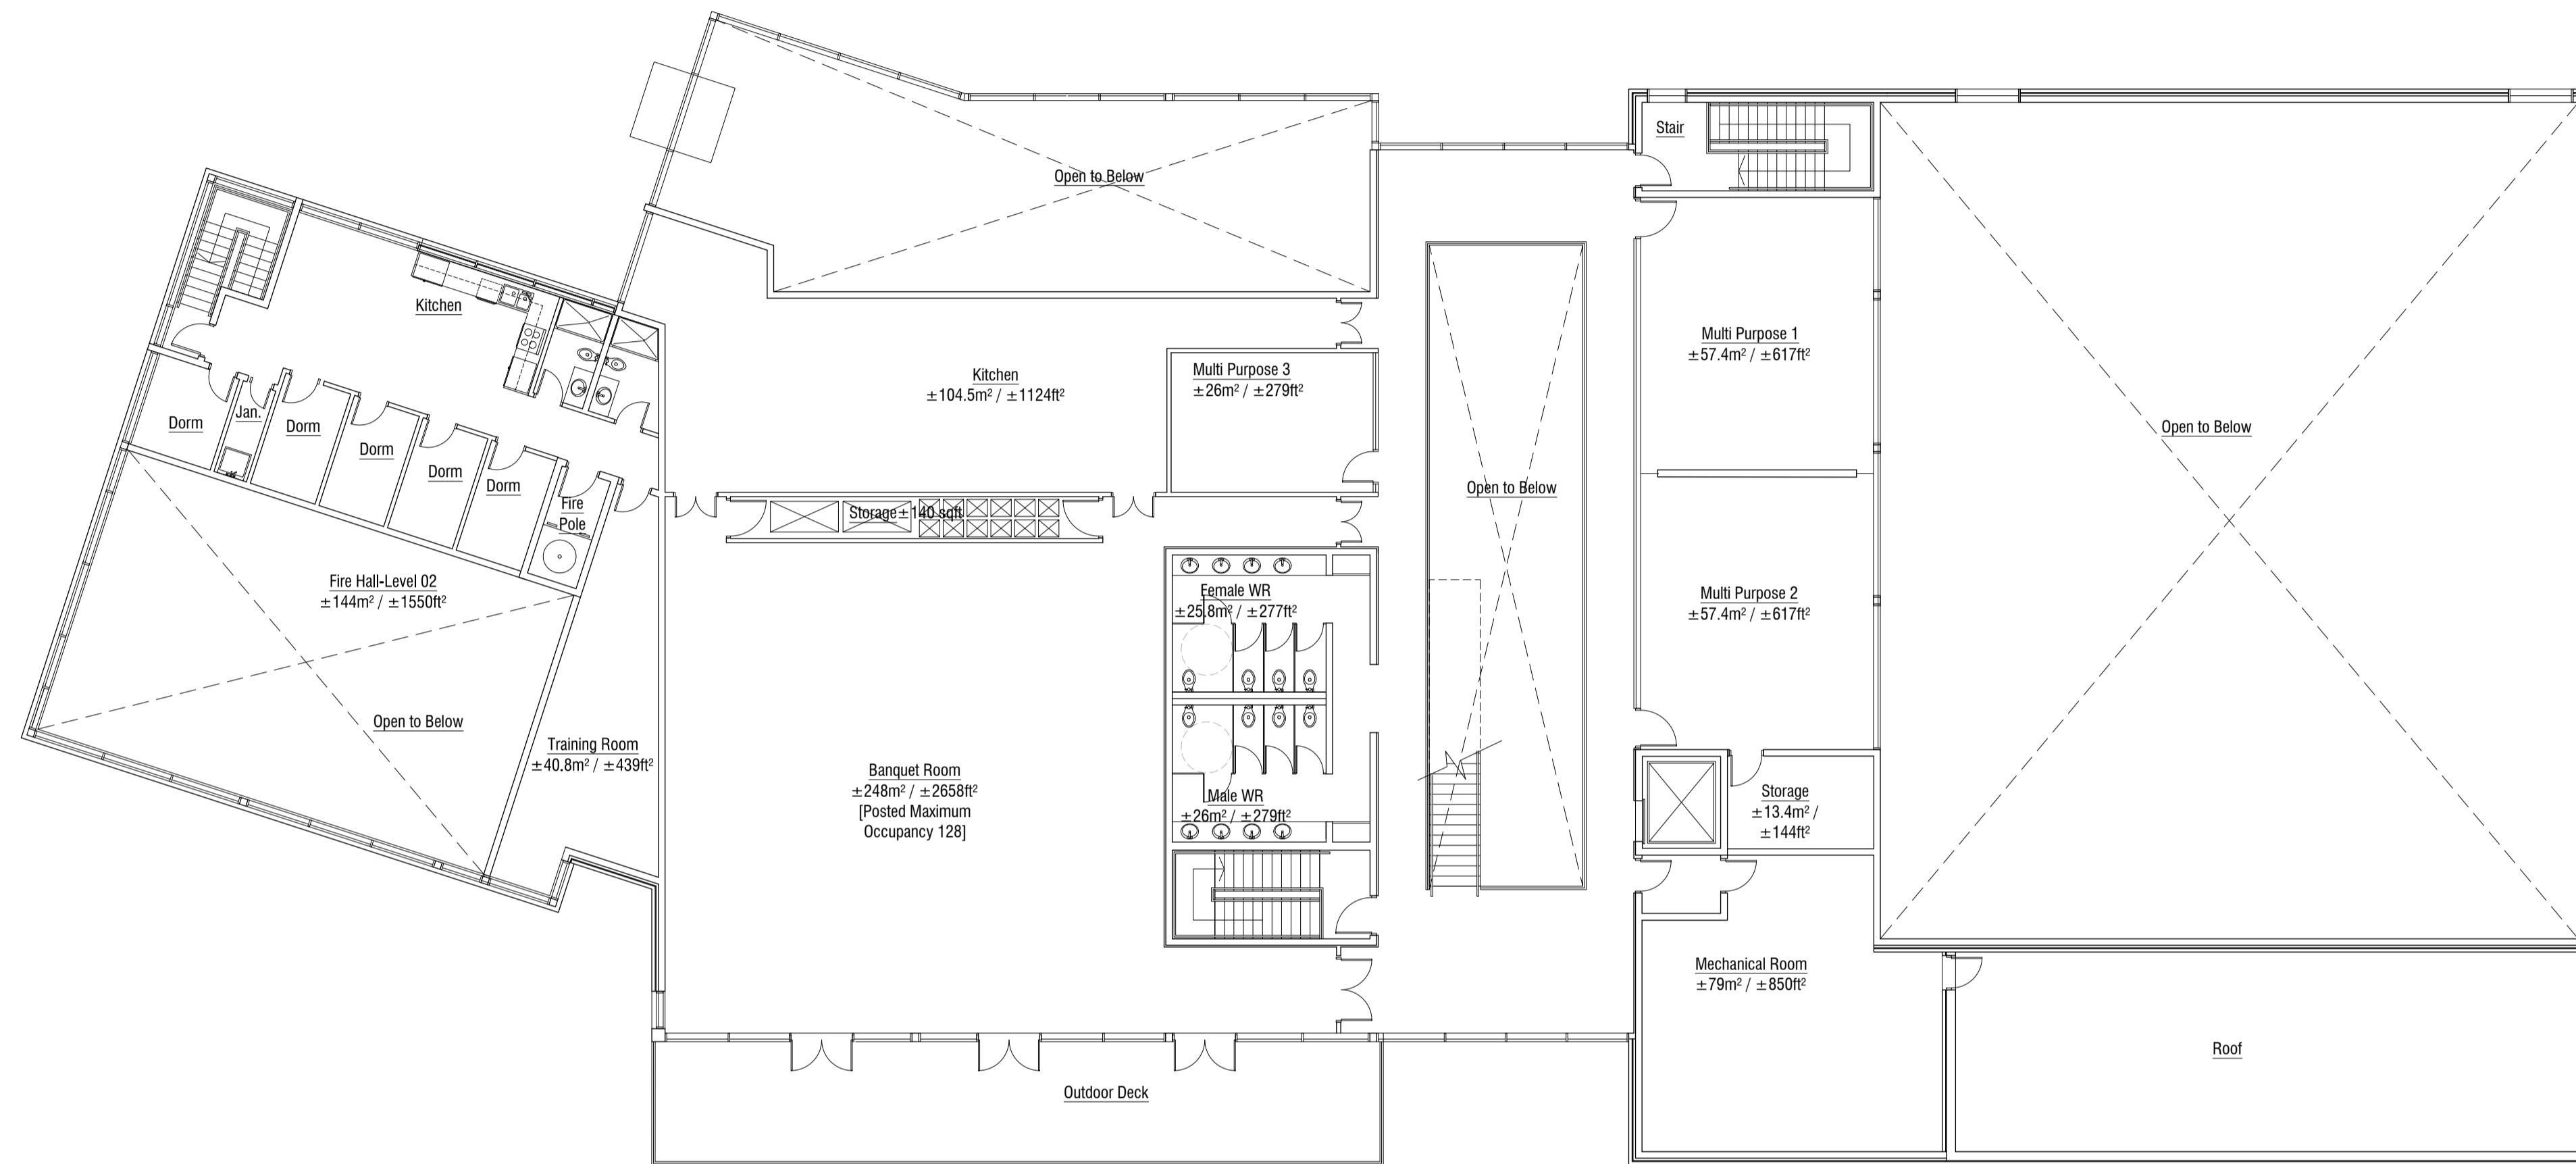 Stair
Open to Below
Kitchen
Multi Purpose 1
±57.4m² / ±617ft²
Kitchen
±104.5m² / ±1124ft²
Multi Purpose 3
±26m² / ±279ft²
Dorm
Jan.
Dorm
Dorm
Dorm
Dorm
Fire
Pole
Open to Below
Open to Below
Storage±140 sqft
Fire Hall-Level 02
±144m² / ±1550ft²
Female WR
±25.8m² / ±277ft²
Multi Purpose 2
±57.4m² / ±617ft²
Open to Below
Training Room
±40.8m² / ±439ft²
Banquet Room
±248m² / ±2658ft²
[Posted Maximum
Occupancy 128]
Male WR
±26m² / ±279ft²
Storage
±13.4m² /
±144ft²
Mechanical Room
±79m² / ±850ft²
Outdoor Deck
Roof